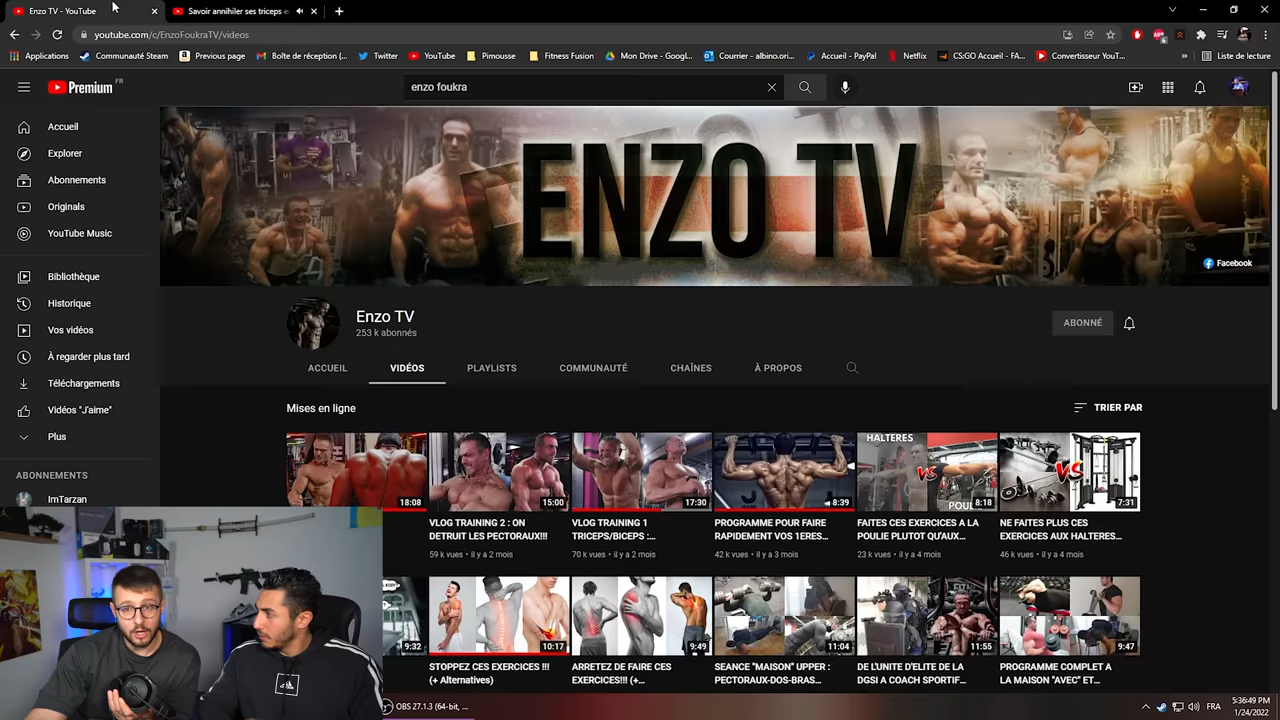 Enzo TV - YouTube
Savoir annihiler ses triceps e
youtube.com/c/EnzoFoukraTV/videos
Applications
Communauté Steam
Previous page
Boîte de réception (...
Twitter
YouTube
Pimousse
Fitness Fusion
Mon Drive - Googl...
Courrier - albino.ori...
Accueil - PayPal
Netflix
CS:GO Accueil - FA...
Convertisseur YouT...
»
Liste de lecture
Premium FR
enzo foukra
Accueil
Explorer
Abonnements
Originals
YouTube Music
Bibliothèque
Historique
Vos vidéos
À regarder plus tard
Téléchargements
Vidéos "J'aime"
Plus
ABONNEMENTS
ImTarzan
ENZO TV
Facebook
Enzo TV
253 k abonnés
ABONNÉ
ACCUEIL
VIDÉOS
PLAYLISTS
COMMUNAUTÉ
CHAÎNES
À PROPOS
Mises en ligne
TRIER PAR
18:08
15:00
17:30
8:39
HALTERES
VS
POU
8:18
VS
7:31
VLOG TRAINING 2 : ON
DETRUIT LES PECTORAUX!!!
59 k vues • il y a 2 mois
VLOG TRAINING 1
TRICEPS/BICEPS :...
70 k vues • il y a 2 mois
PROGRAMME POUR FAIRE
RAPIDEMENT VOS 1ERES...
42 k vues • il y a 3 mois
FAITES CES EXERCICES A LA
POULIE PLUTOT QU'AUX...
23 k vues • il y a 4 mois
NE FAITES PLUS CES
EXERCICES AUX HALTERES...
46 k vues • il y a 4 mois
9:32
10:17
9:49
11:04
11:55
9:47
STOPPEZ CES EXERCICES !!!
(+ Alternatives)
ARRETEZ DE FAIRE CES
EXERCICES!!! (+...
SEANCE "MAISON" UPPER :
PECTORAUX-DOS-BRAS...
DE L'UNITE D'ELITE DE LA
DGSI A COACH SPORTIF...
PROGRAMME COMPLET A
LA MAISON "AVEC" ET...
OBS 27.1.3 (64-bit, ...
FRA
5:36:49 PM
1/24/2022